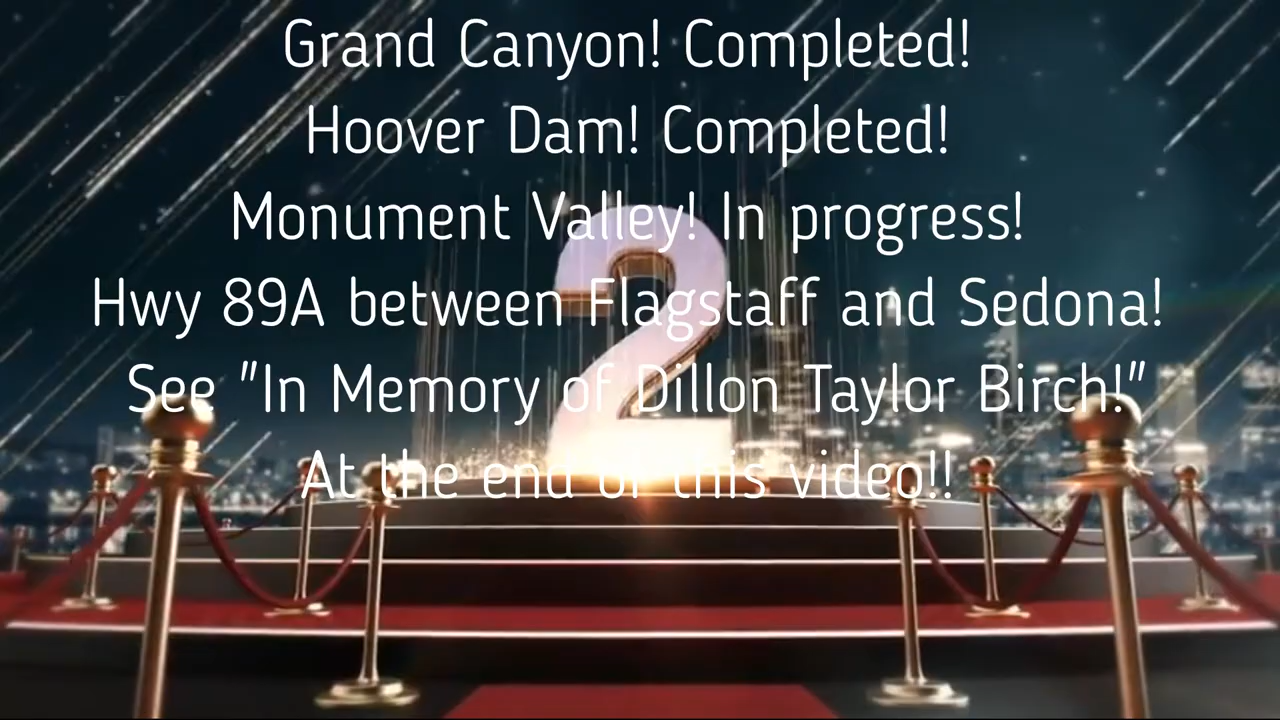 Grand Canyon! Completed!
Hoover Dam! Completed!
Monument Valley! In progress!
Hwy 89A between Flagstaff and Sedona!
See "In Memory of Dillon Taylor Birch!"
At the end of this video!!
2